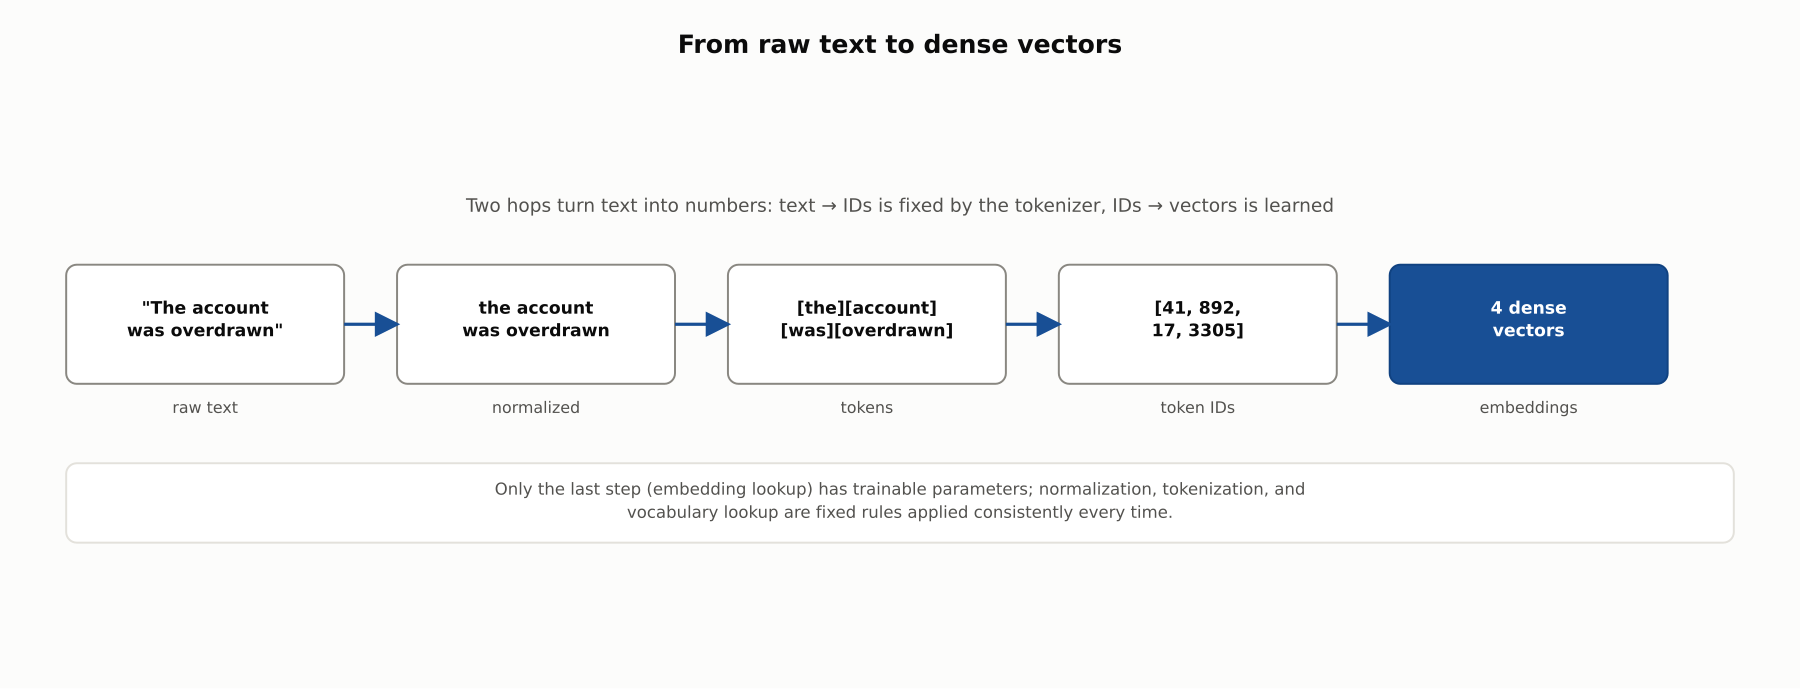 From raw text to dense vectors
Two hops turn text into numbers: text → IDs is fixed by the tokenizer, IDs → vectors is learned
"The account
was overdrawn"
the account
was overdrawn
[the][account]
[was][overdrawn]
[41, 892,
17, 3305]
4 dense
vectors
raw text
normalized
tokens
token IDs
embeddings
Only the last step (embedding lookup) has trainable parameters; normalization, tokenization, and
vocabulary lookup are fixed rules applied consistently every time.